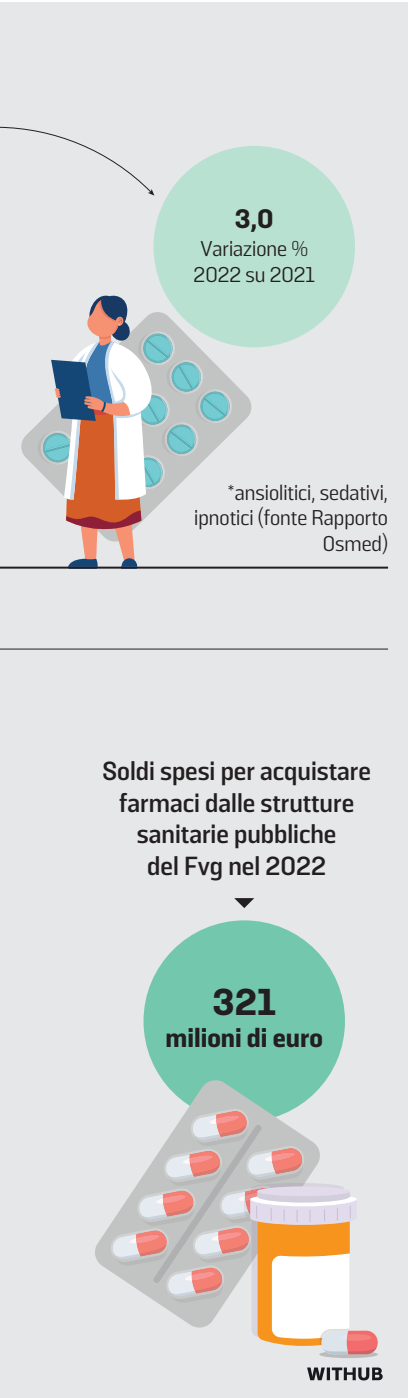 3,0
Variazione %
2022 su 2021
*ansiolitici, sedativi,
ipnotici (fonte Rapporto
Osmed)
Soldi spesi per acquistare
farmaci dalle strutture
sanitarie pubbliche
del Fvg nel 2022
321
milioni di euro
WITHUB